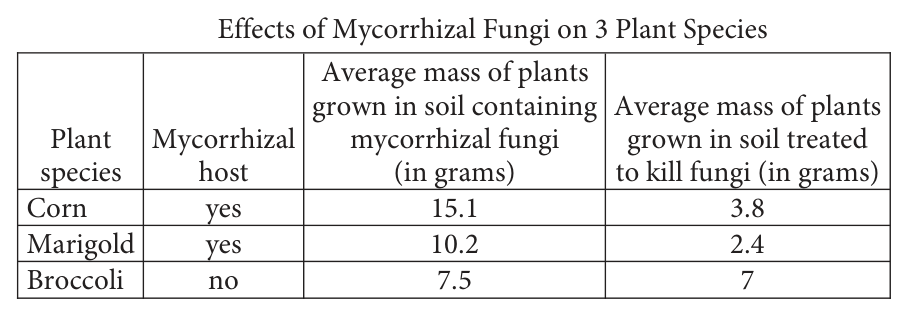 Effects of Mycorrhizal Fungi on 3 Plant Species
Plant
species
Mycorrhizal
host
Average mass of plants
grown in soil containing
mycorrhizal fungi
(in grams)
Average mass of plants
grown in soil treated
to kill fungi (in grams)
Corn yes 15.1 3.8
Marigold yes 10.2 2.4
Broccoli no 7.5 7